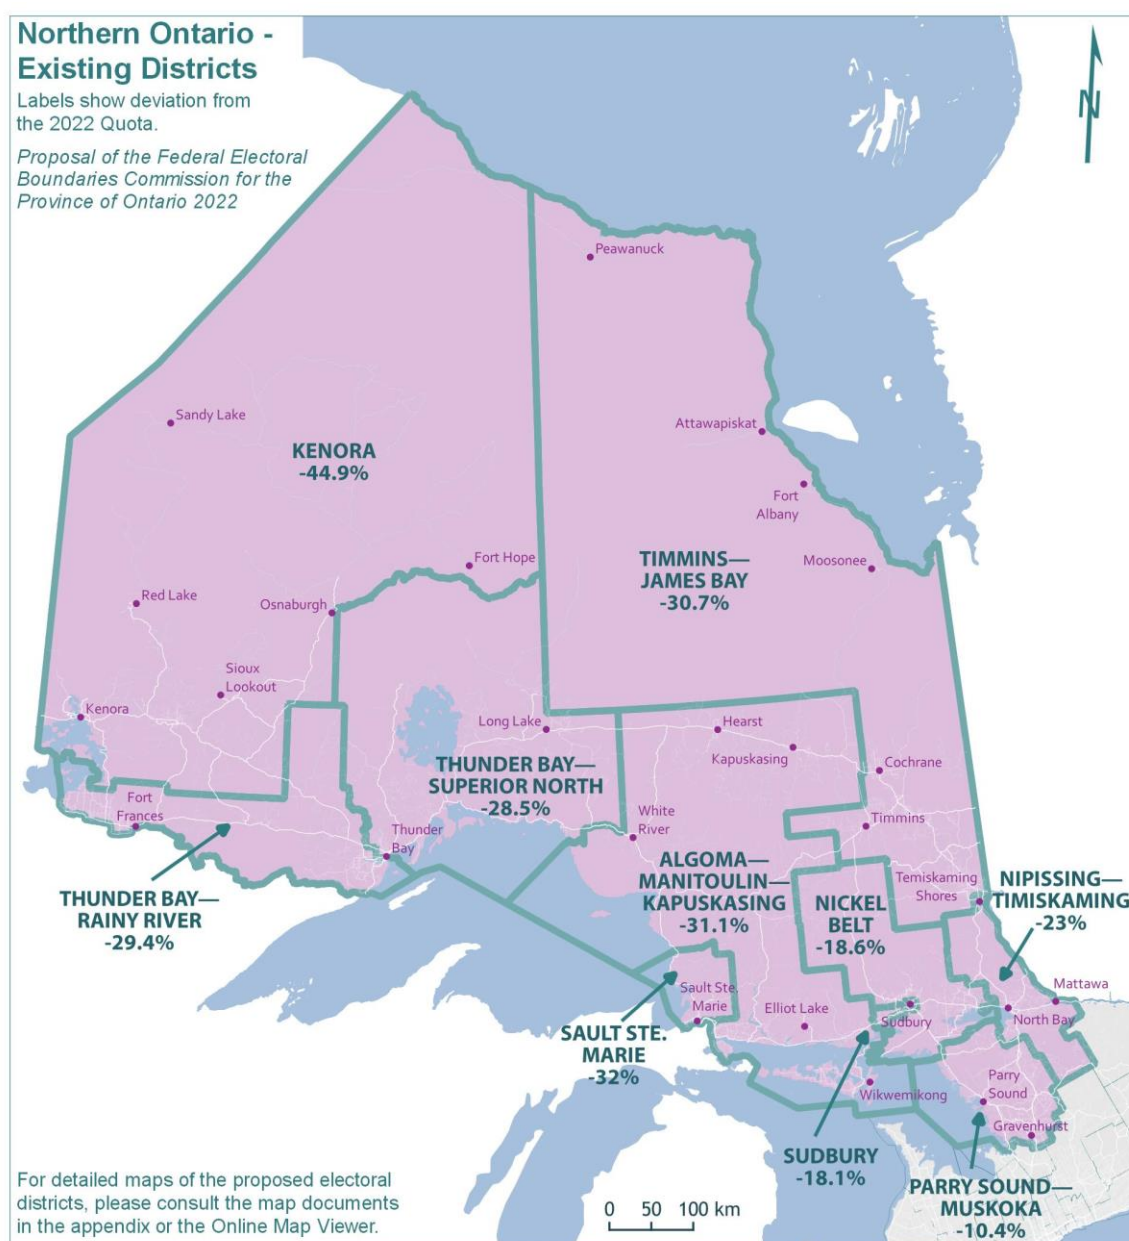 Northern Ontario -
Existing Districts
Labels show deviation from
the 2022 Quota.
Proposal of the Federal Electoral
Boundaries Commission for the
Province of Ontario 2022
N
Peawanuck
Sandy Lake
Attawapiskat
KENORA
-44.9%
Fort
Albany
Fort Hope
TIMMINS—
JAMES BAY
-30.7%
Moosonee
Red Lake
Osnaburgh
Sioux
Lookout
Kenora
Long Lake
Hearst
Kapuskasing
Cochrane
THUNDER BAY—
SUPERIOR NORTH
-28.5%
Fort
Frances
White
River
Timmins
Thunder
Bay
ALGOMA—
MANITOULIN—
KAPUSKASING
-31.1%
Temiskaming
Shores
THUNDER BAY—
RAINY RIVER
-29.4%
NICKEL
BELT
-18.6%
NIPISSING—
TIMISKAMING
-23%
Sault Ste.
Marie
Elliot Lake
Sudbury
Mattawa
North Bay
SAULT STE.
MARIE
-32%
Wikwemikong
Parry
Sound
Gravenhurst
SUDBURY
-18.1%
PARRY SOUND—
MUSKOKA
-10.4%
For detailed maps of the proposed electoral
districts, please consult the map documents
in the appendix or the Online Map Viewer.
0 50 100 km